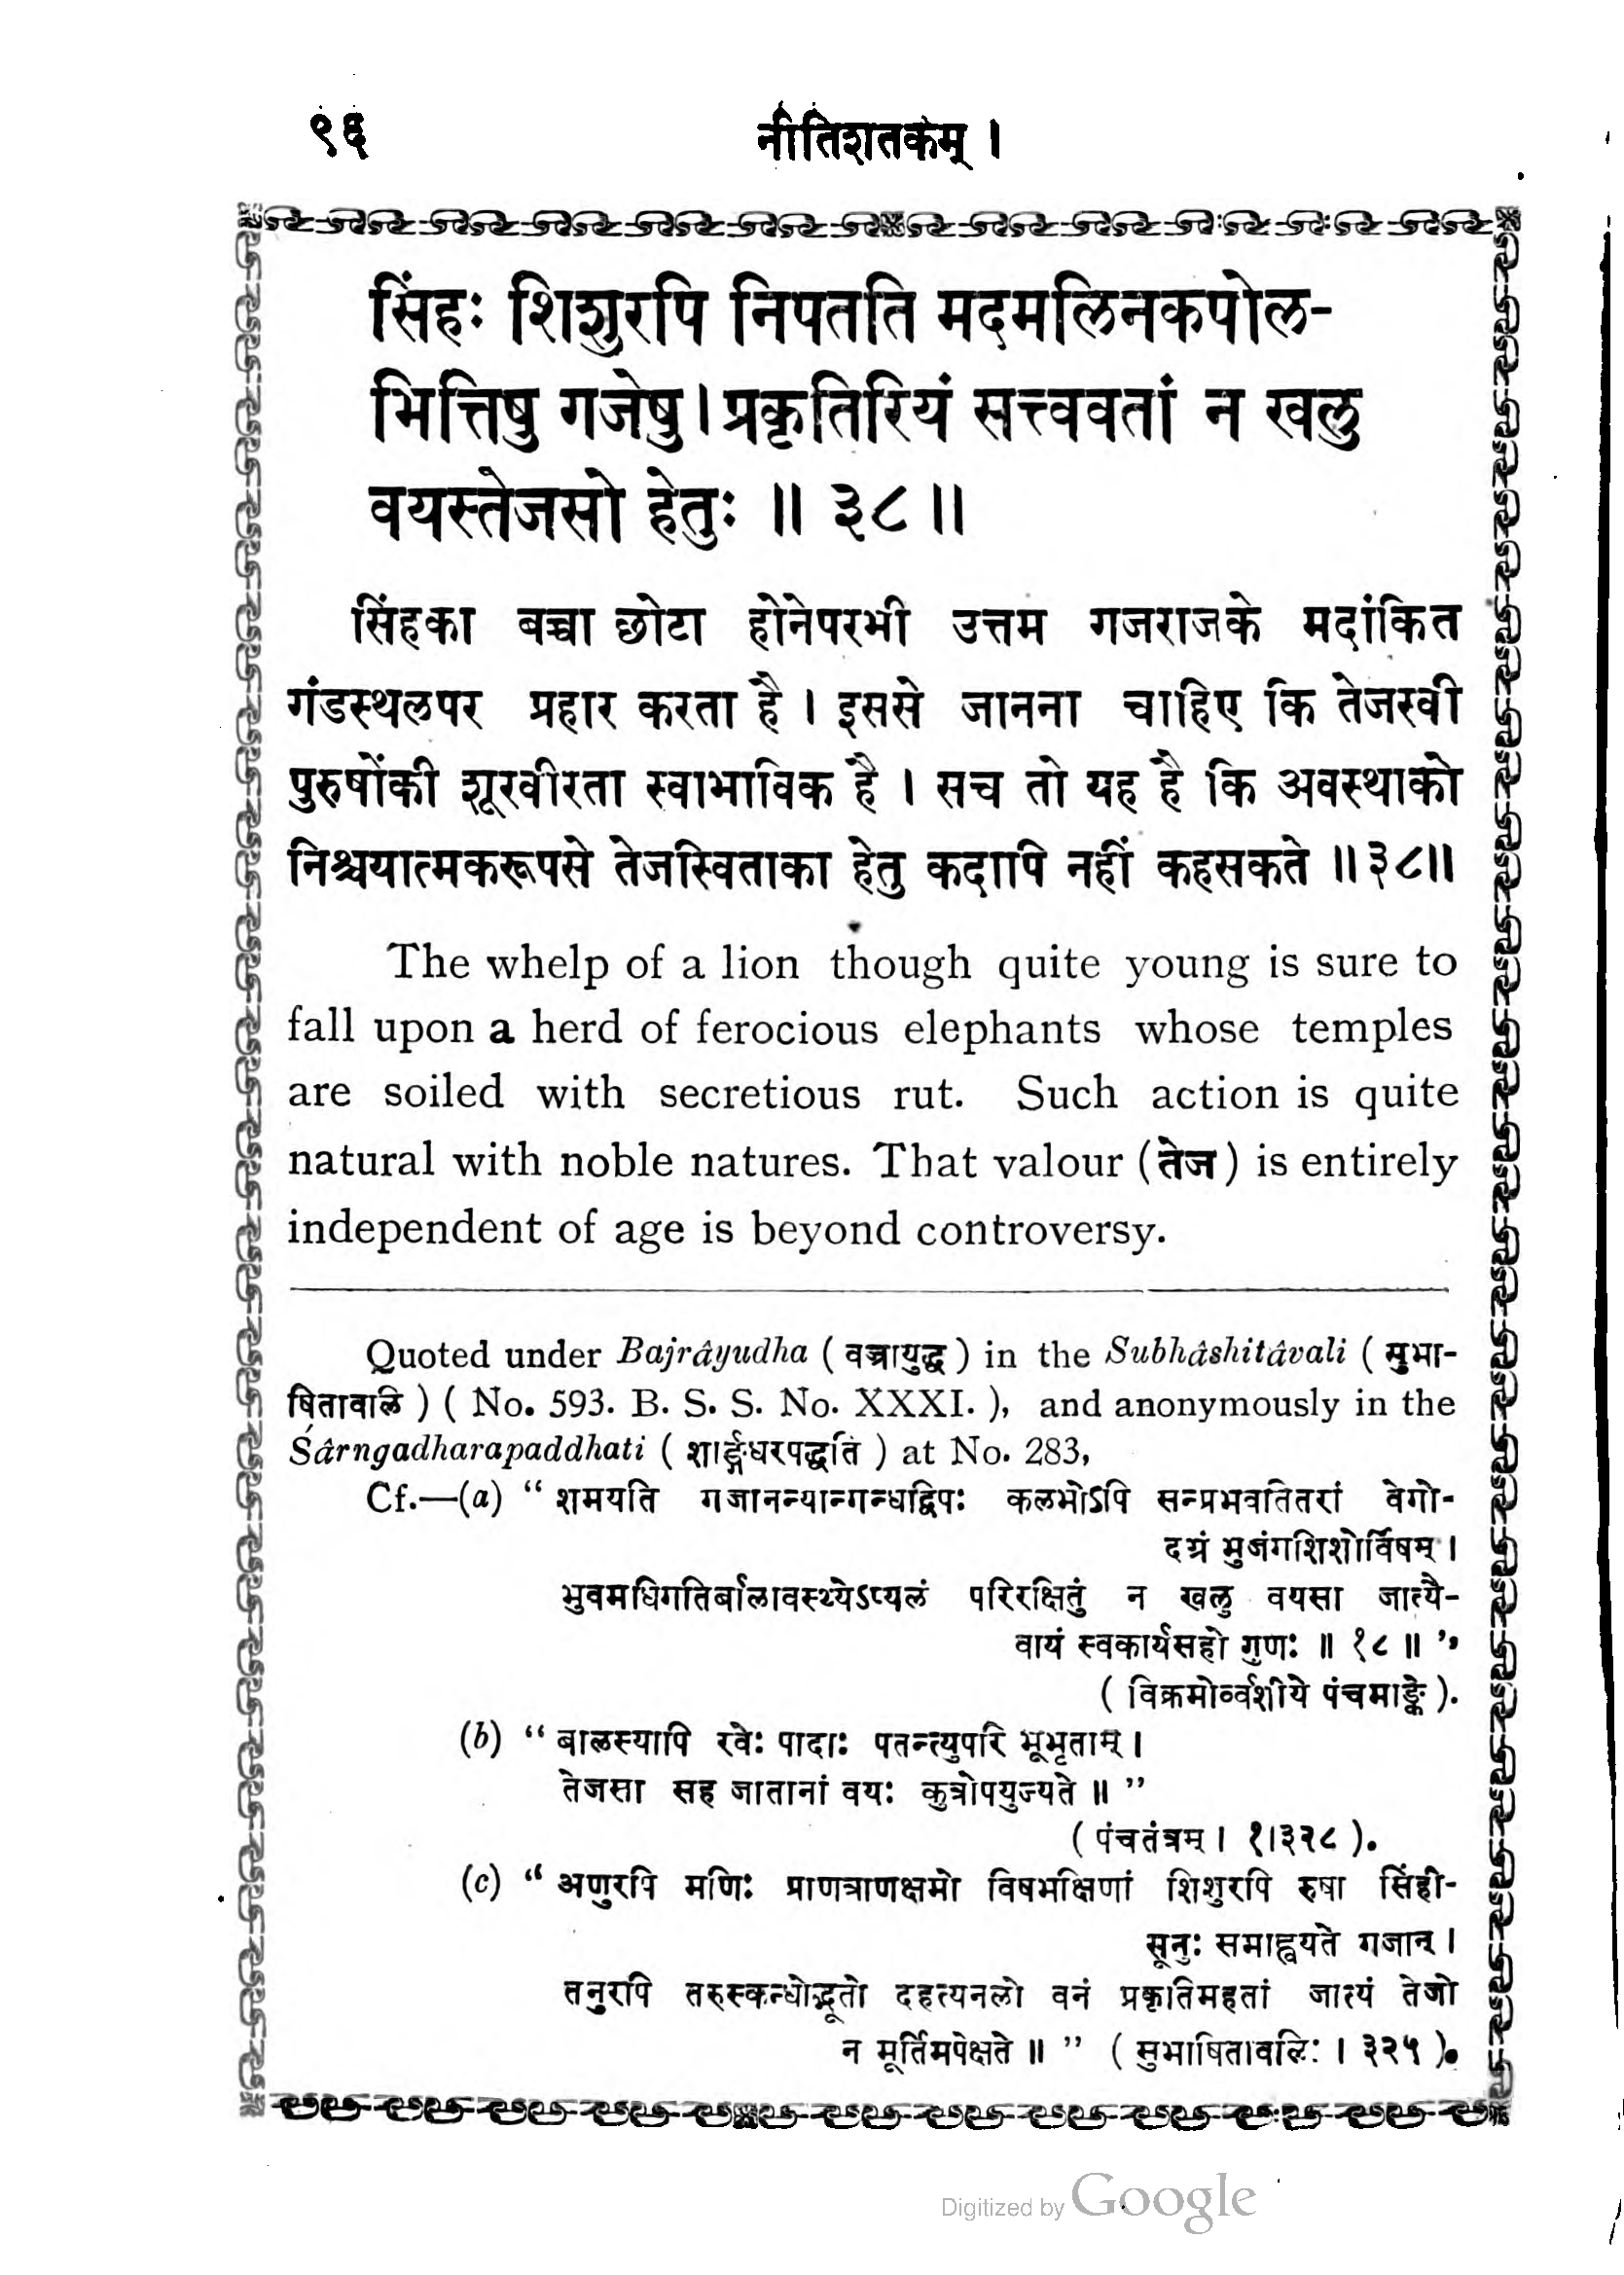 ९६
नीतिशतकम् ।
सिंहः शिशुरपि निपतति मदमलिनकपोल-
भित्तिषु गजेषु । प्रकृतिरियं सत्त्ववतां न खलु
वयस्तेजसो हेतुः ॥ ३८ ॥
सिंहका बच्चा छोटा होनेपरभी उत्तम गजराजके मदांकित
गंडस्थलपर प्रहार करता है । इससे जानना चाहिए कि तेजस्वी
पुरुषोंकी शूरवीरता स्वाभाविक है । सच तो यह है कि अवस्थाको
निश्चयात्मकरूपसे तेजस्विताका हेतु कदापि नहीं कहसकते ॥३८॥
The whelp of a lion though quite young is sure to
fall upon a herd of ferocious elephants whose temples
are soiled with secretious rut. Such action is quite
natural with noble natures. That valour (तेज) is entirely
independent of age is beyond controversy.
Quoted under Bajrâyudha ( वज्रायुद्ध ) in the Subhâshitâvali ( सुभा-
षितावलि ) ( No. 593. B. S. S. No. XXXI. ), and anonymously in the
Śârngadharapaddhati ( शार्ङ्गधरपद्धति ) at No. 283,
Cf.—(a) “ शमयति गजानन्यान्गन्धद्विपः कलभोऽपि सन्प्रभवतितरां वेगो-
दग्रं भुजंगशिशोर्विषम् ।
भुवमधिगतिर्बालावस्थ्येऽप्यलं परिरक्षितुं न खलु वयसा जात्यै-
वायं स्वकार्यसहो गुणः ॥ १८ ॥ ”
( विक्रमोर्व्वशीये पंचमाङ्के ).
(b) “ बालस्यापि रवेः पादाः पतन्त्युपरि भूभृताम् ।
तेजसा सह जातानां वयः कुत्रोपयुज्यते ॥ ”
( पंचतंत्रम् । १।३२८ ).
(c) “ अणुरपि मणिः प्राणत्राणक्षमो विषभक्षिणां शिशुरपि रुषा सिंही-
सूनुः समाह्वयते गजान् ।
तनुरपि तरुस्कन्धोद्भूतो दहत्यनलो वनं प्रकृतिमहतां जात्यं तेजो
न मूर्तिमपेक्षते ॥ ” ( सुभाषितावलिः । ३२५ ).
Digitized by Google